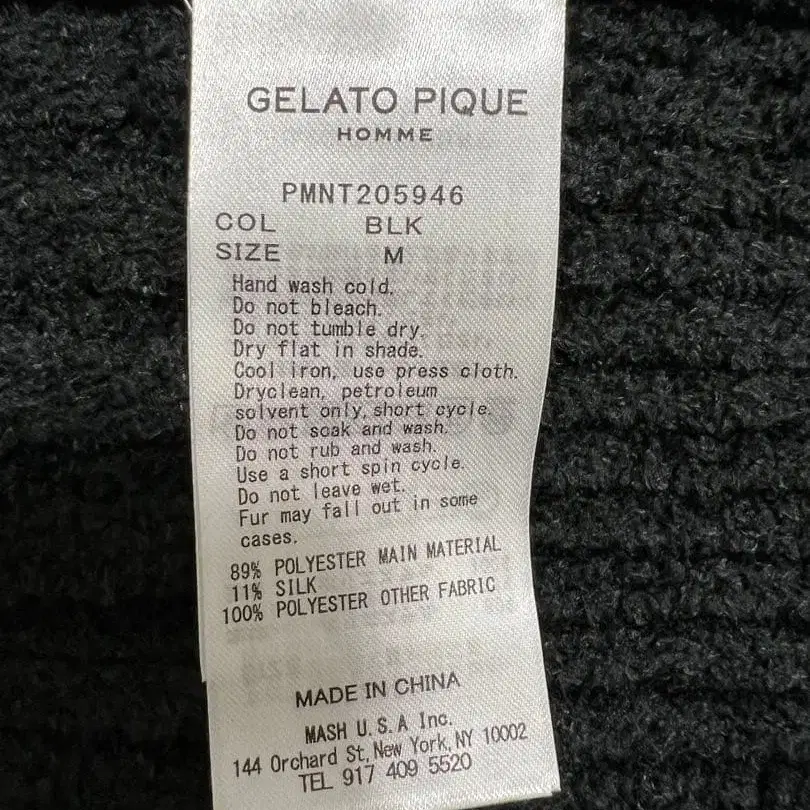 GELATO PIQUE
HOMME
PMNT205946
COL BLK
SIZE M
Hand wash cold.
Do not bleach.
Do not tumble dry.
Dry flat in shade.
Cool iron, use press cloth.
Dryclean, petroleum
solvent only, short cycle.
Do not soak and wash.
Do not rub and wash.
Use a short spin cycle.
Do not leave wet.
Fur may fall out in some
cases.
89% POLYESTER MAIN MATERIAL
11% SILK
100% POLYESTER OTHER FABRIC
MADE IN CHINA
MASH U.S.A Inc.
144 Orchard St, New York, NY 10002
TEL 917 409 5520